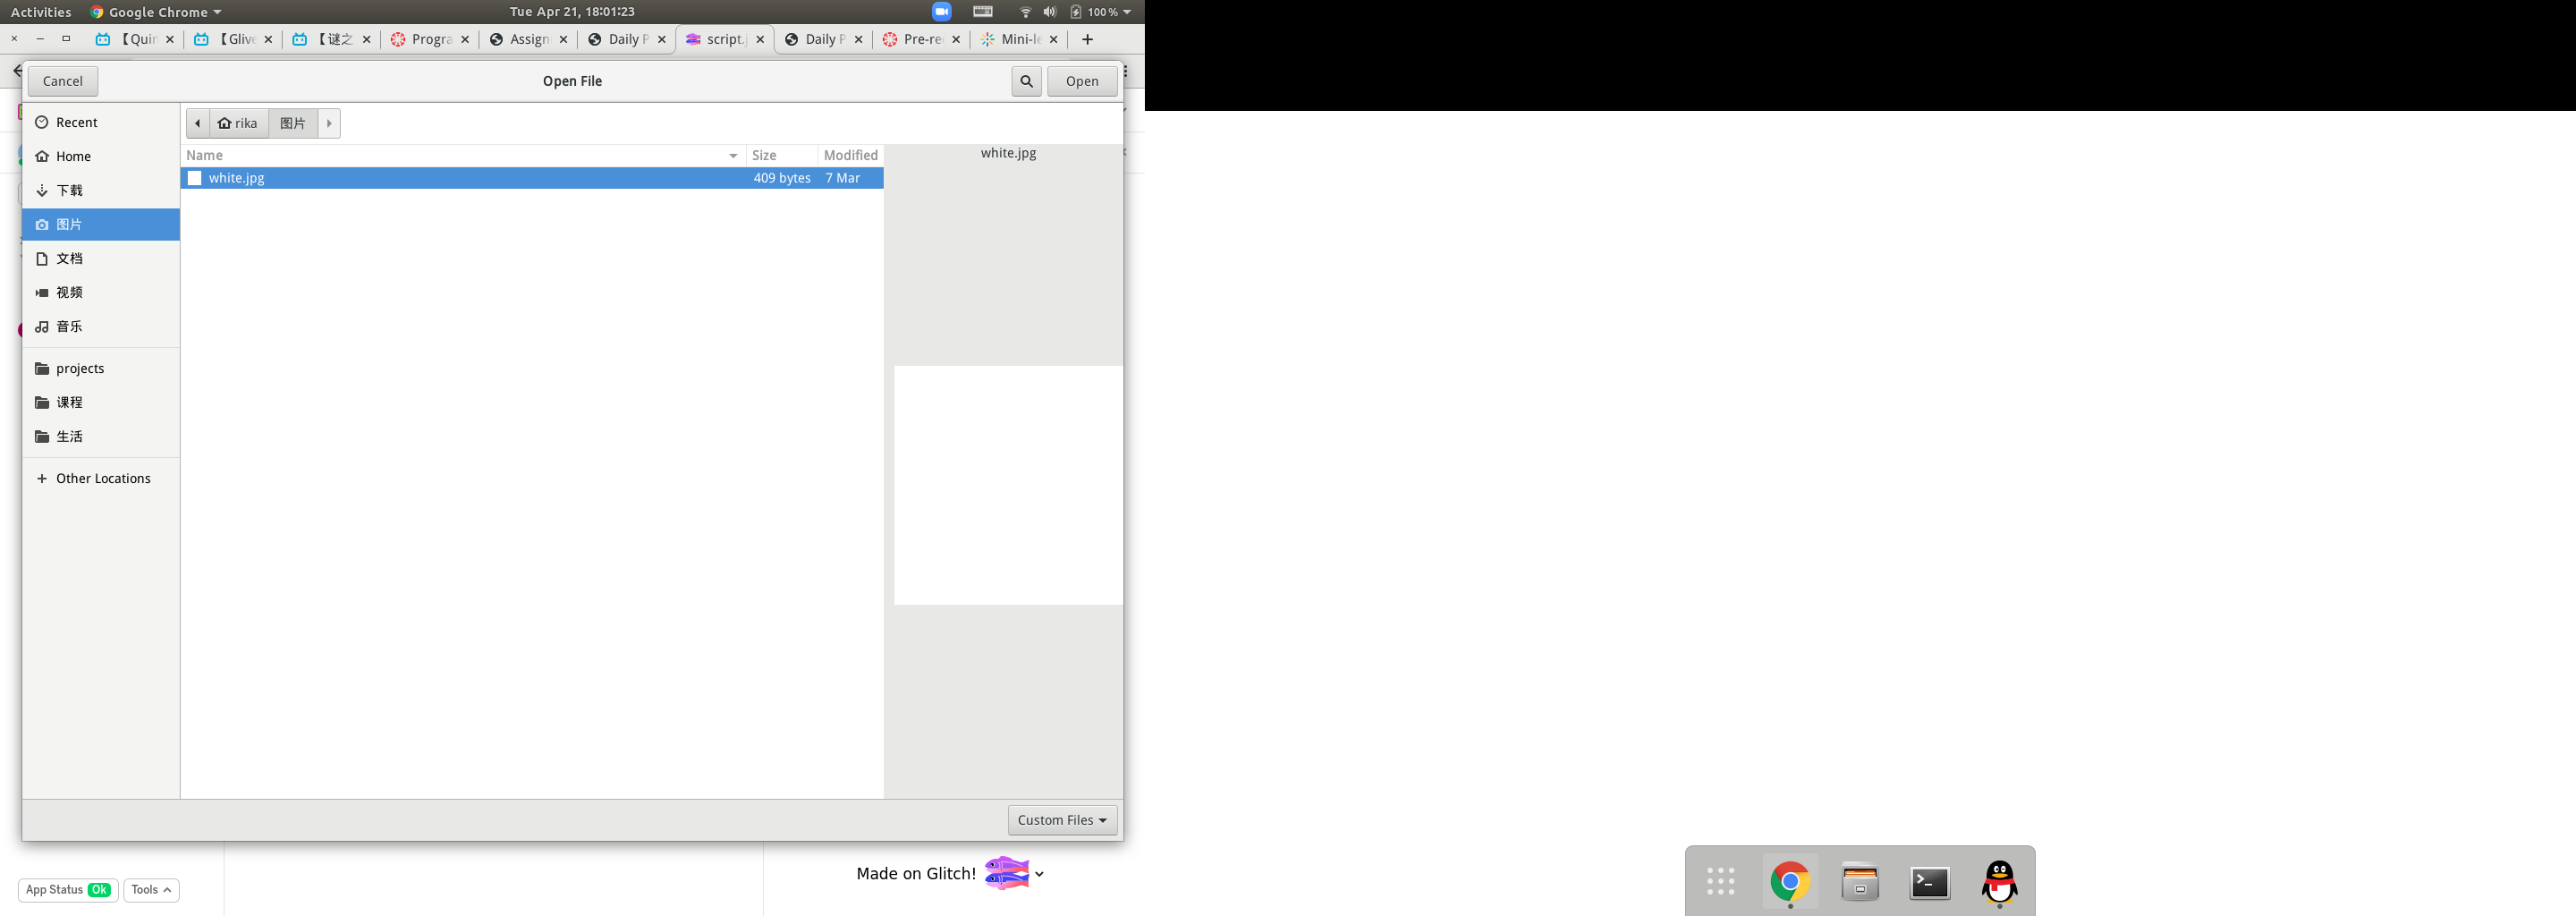 Activities Google Chrome Tue Apr 21, 18:01:23 100%
【Quin 【Glive 【谜之 Progra Assign Daily P script.j Daily P Pre-re Mini-le
Cancel Open File Open
Recent
Home
下载
图片
文档
视频
音乐
projects
课程
生活
Other Locations
rika 图片
Name Size Modified
white.jpg 409 bytes 7 Mar
white.jpg
Custom Files
Made on Glitch!
App Status Ok Tools